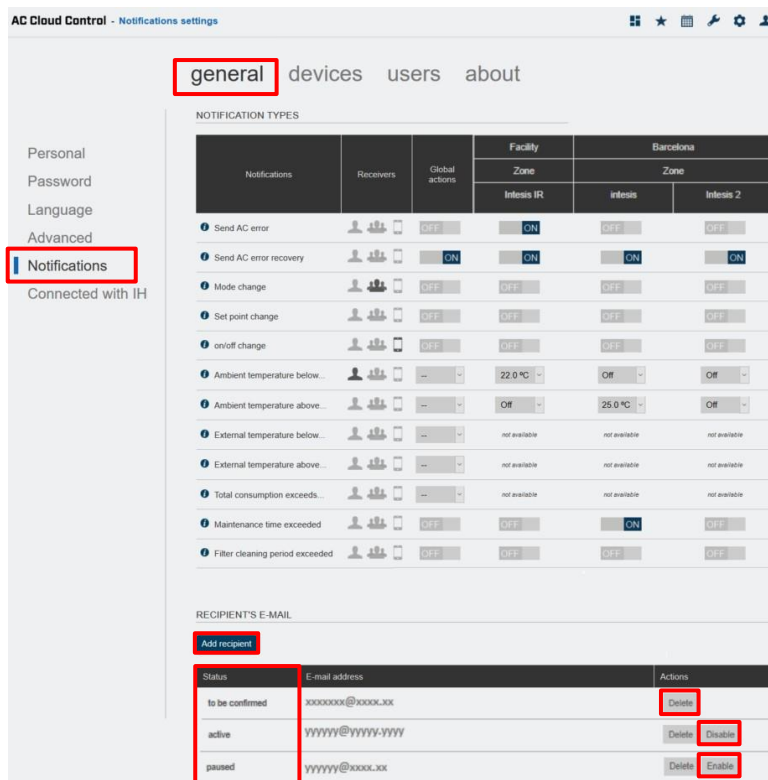 AC Cloud Control - Notifications settings
general devices users about
NOTIFICATION TYPES
Personal
Password
Language
Advanced
Notifications
Connected with IH
Notifications Receivers Global actions Facility Barcelona
Zone Zone
Intesis IR intesis Intesis 2
Send AC error OFF ON OFF OFF
Send AC error recovery ON ON ON ON
Mode change OFF OFF OFF OFF
Set point change OFF OFF OFF OFF
on/off change OFF OFF OFF OFF
Ambient temperature below... -- 22.0 ºC Off Off
Ambient temperature above... -- Off 25.0 ºC Off
External temperature below... -- not available not available not available
External temperature above... -- not available not available not available
Total consumption exceeds... -- not available not available not available
Maintenance time exceeded OFF OFF ON OFF
Filter cleaning period exceeded OFF OFF OFF OFF
RECIPIENT'S E-MAIL
Add recipient
Status E-mail address Actions
to be confirmed xxxxxxx@xxxx.xx Delete
active yyyyyy@yyyyy.yyyy Delete Disable
paused yyyyyy@xxxx.xx Delete Enable